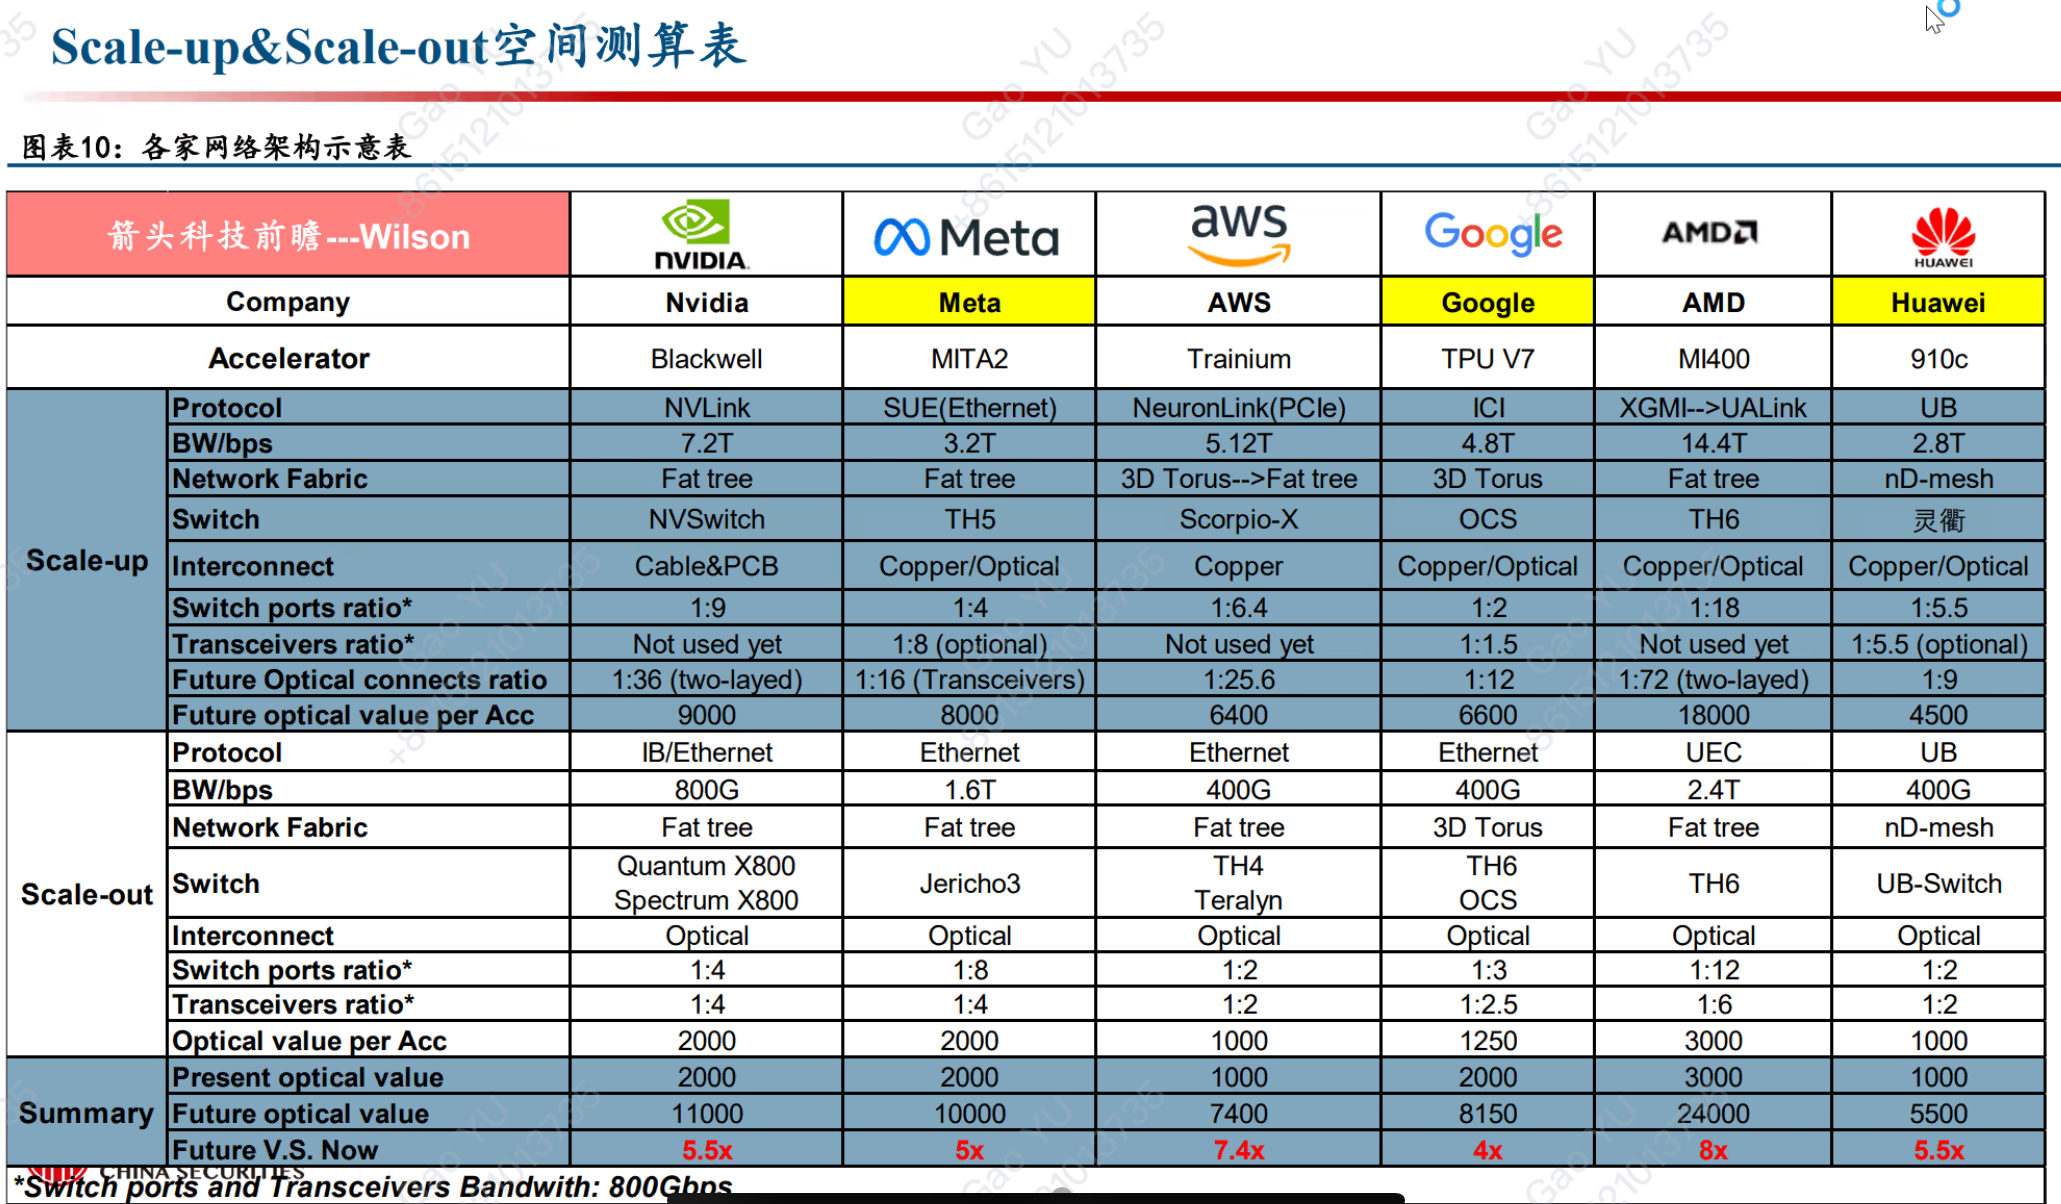 Scale-up&Scale-out空间测算表
图表10：各家网络架构示意表
箭头科技前瞻---Wilson NVIDIA Meta aws Google AMD HUAWEI
Company Nvidia Meta AWS Google AMD Huawei
Accelerator Blackwell MITA2 Trainium TPU V7 MI400 910c
Scale-up
Protocol NVLink SUE(Ethernet) NeuronLink(PCIe) ICI XGMI-->UALink UB
BW/bps 7.2T 3.2T 5.12T 4.8T 14.4T 2.8T
Network Fabric Fat tree Fat tree 3D Torus-->Fat tree 3D Torus Fat tree nD-mesh
Switch NVSwitch TH5 Scorpio-X OCS TH6 灵衢
Interconnect Cable&PCB Copper/Optical Copper Copper/Optical Copper/Optical Copper/Optical
Switch ports ratio* 1:9 1:4 1:6.4 1:2 1:18 1:5.5
Transceivers ratio* Not used yet 1:8 (optional) Not used yet 1:1.5 Not used yet 1:5.5 (optional)
Future Optical connects ratio 1:36 (two-layed) 1:16 (Transceivers) 1:25.6 1:12 1:72 (two-layed) 1:9
Future optical value per Acc 9000 8000 6400 6600 18000 4500
Scale-out
Protocol IB/Ethernet Ethernet Ethernet Ethernet UEC UB
BW/bps 800G 1.6T 400G 400G 2.4T 400G
Network Fabric Fat tree Fat tree Fat tree 3D Torus Fat tree nD-mesh
Switch Quantum X800 Spectrum X800 Jericho3 TH4 Teralyn TH6 OCS TH6 UB-Switch
Interconnect Optical Optical Optical Optical Optical Optical
Switch ports ratio* 1:4 1:8 1:2 1:3 1:12 1:2
Transceivers ratio* 1:4 1:4 1:2 1:2.5 1:6 1:2
Optical value per Acc 2000 2000 1000 1250 3000 1000
Summary
Present optical value 2000 2000 1000 2000 3000 1000
Future optical value 11000 10000 7400 8150 24000 5500
Future V.S. Now 5.5x 5x 7.4x 4x 8x 5.5x
CHINA SECURITIES
*Switch ports and Transceivers Bandwith: 800Gbps
Gao YU
+8615121013735